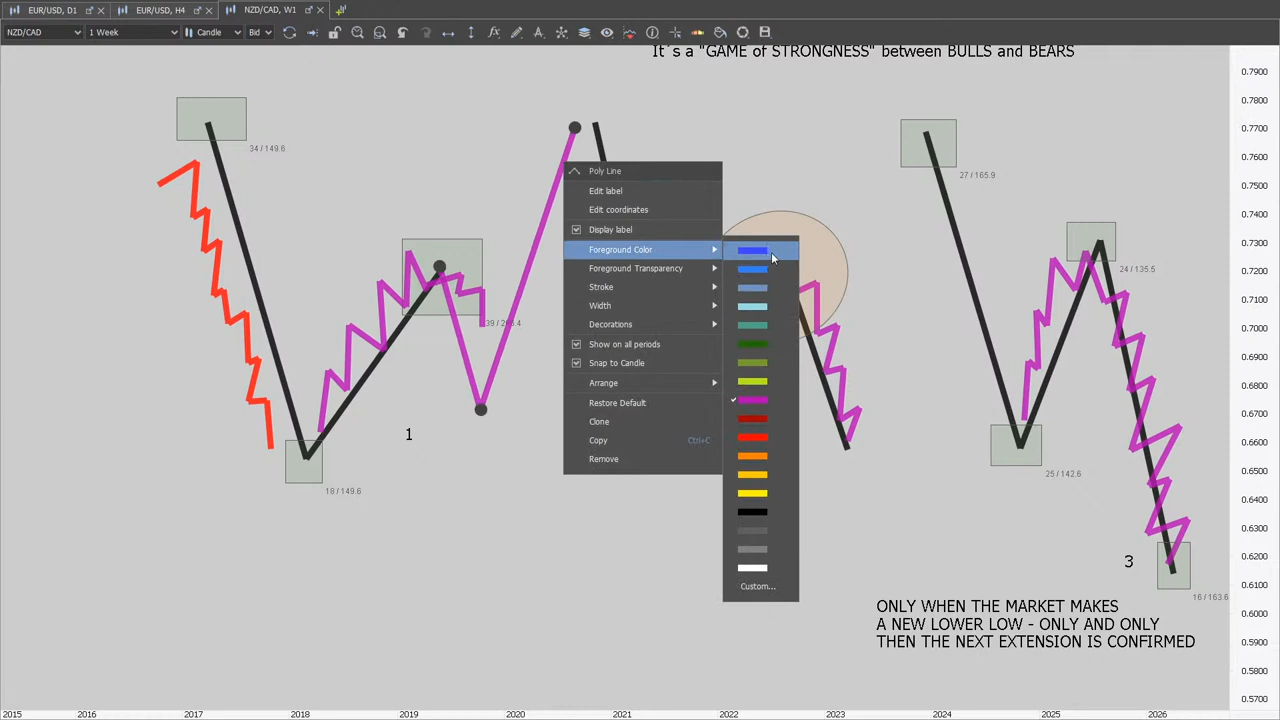 EUR/USD, D1
EUR/USD, H4
NZD/CAD, W1
NZD/CAD
1 Week
Candle
Bid
It´s a "GAME of STRONGNESS" between BULLS and BEARS
34 / 149.6
18 / 149.6
1
27 / 165.9
24 / 135.5
25 / 142.6
3
16 / 163.6
Poly Line
Edit label
Edit coordinates
Display label
Foreground Color
Foreground Transparency
Stroke
Width
Decorations
Show on all periods
Snap to Candle
Arrange
Restore Default
Clone
Copy Ctrl+C
Remove
Custom...
ONLY WHEN THE MARKET MAKES
A NEW LOWER LOW - ONLY AND ONLY
THEN THE NEXT EXTENSION IS CONFIRMED
0.7900
0.7800
0.7700
0.7600
0.7500
0.7400
0.7300
0.7200
0.7100
0.7000
0.6900
0.6800
0.6700
0.6600
0.6500
0.6400
0.6300
0.6200
0.6100
0.6000
0.5900
0.5800
0.5700
2015 2016 2017 2018 2019 2020 2021 2022 2023 2024 2025 2026